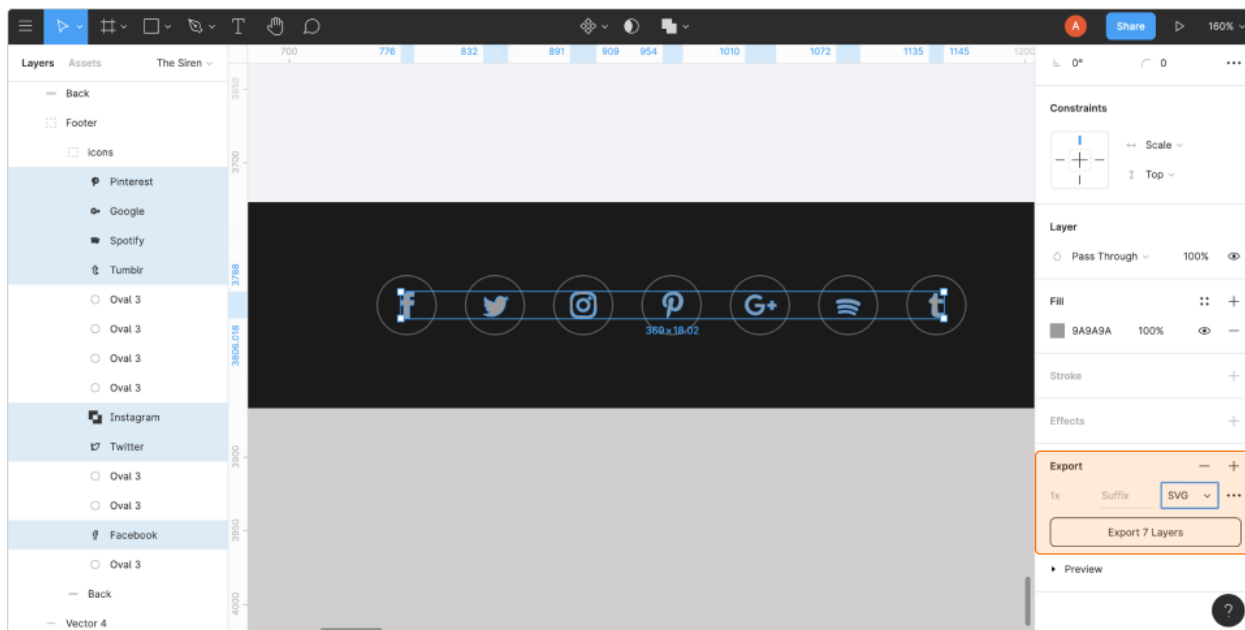 A
Share
160%
Layers
Assets
The Siren
700
776
832
891
909
954
1010
1072
1135
1145
1200
0°
0
Back
3650
Footer
Constraints
icons
Scale
3700
Top
Pinterest
Google
Layer
Spotify
Pass Through
100%
Tumblr
3788
Oval 3
Fill
Oval 3
369 × 18.02
9A9A9A
100%
3806.018
Oval 3
Stroke
Oval 3
Instagram
Effects
Twitter
3900
Export
Oval 3
1x
Suffix
SVG
Oval 3
Facebook
3950
Export 7 Layers
Oval 3
Preview
Back
4000
Vector 4
?